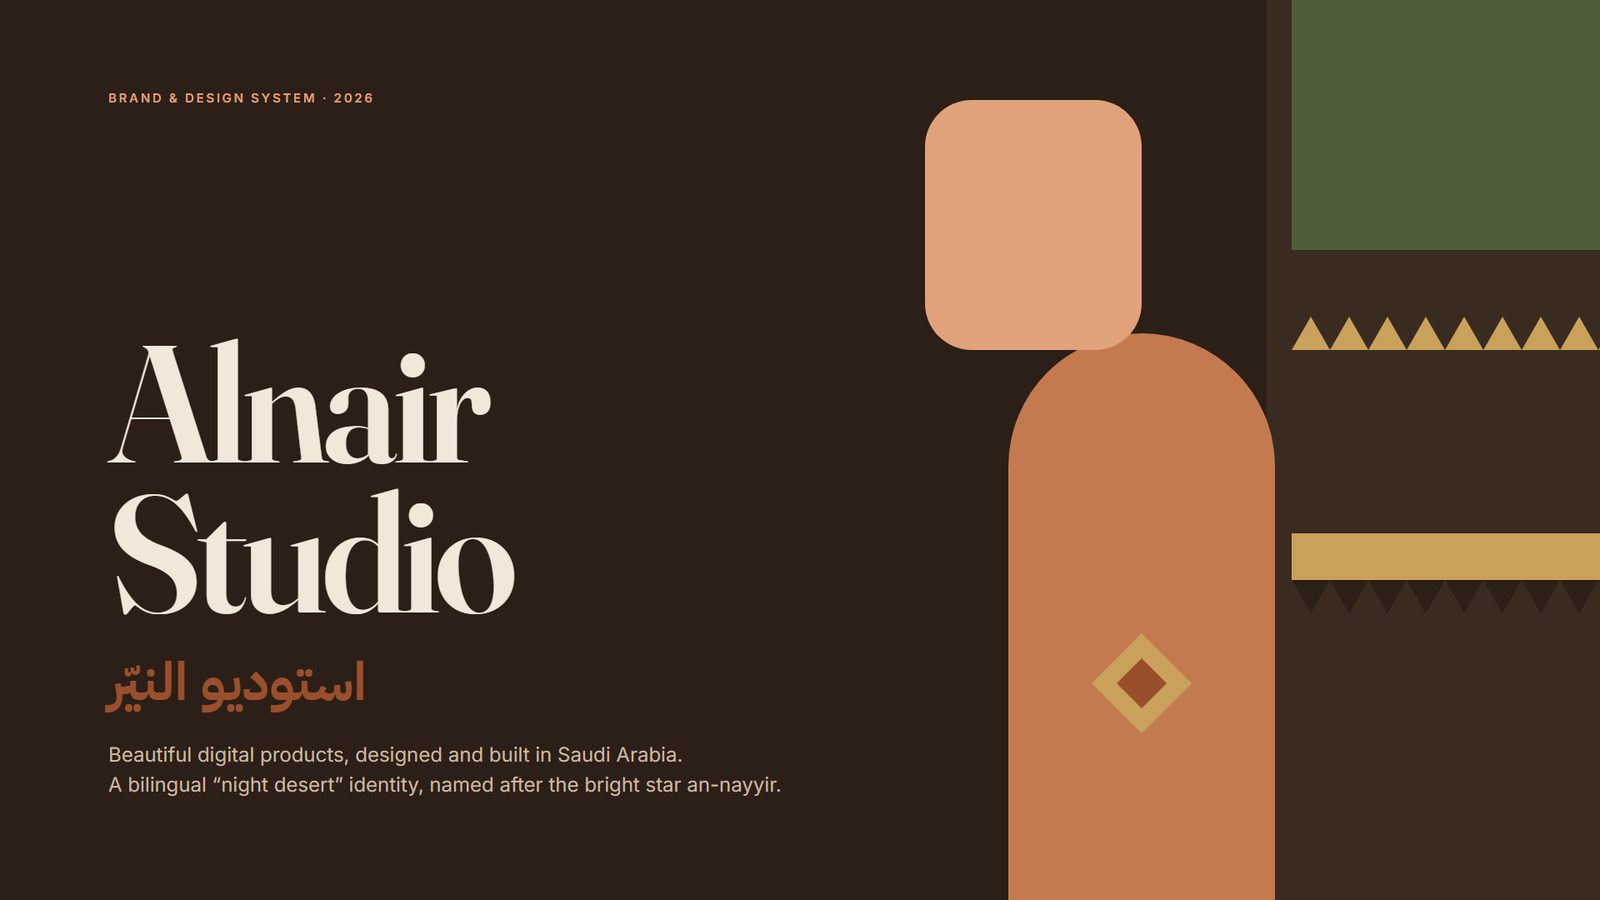 BRAND & DESIGN SYSTEM · 2026
Alnair
Studio
استوديو النيّر
Beautiful digital products, designed and built in Saudi Arabia.
A bilingual “night desert” identity, named after the bright star an-nayyir.